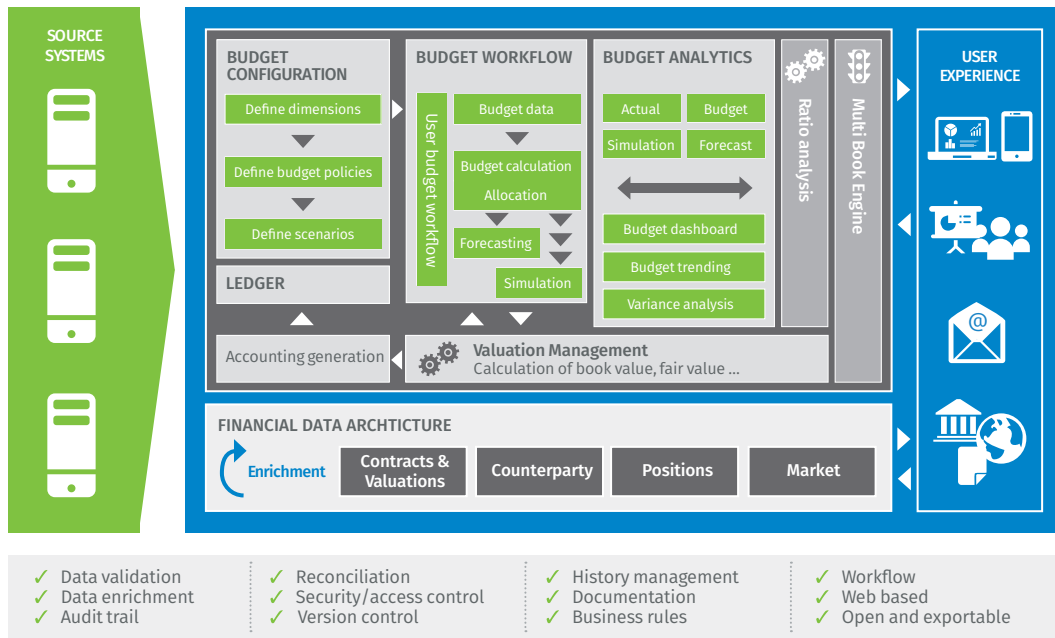 SOURCE
SYSTEMS
BUDGET
CONFIGURATION
Define dimensions
Define budget policies
Define scenarios
LEDGER
Accounting generation
BUDGET WORKFLOW
User budget workflow
Budget data
Budget calculation
Allocation
Forecasting
Simulation
BUDGET ANALYTICS
Actual
Budget
Simulation
Forecast
Budget dashboard
Budget trending
Variance analysis
Ratio analysis
Multi Book Engine
Valuation Management
Calculation of book value, fair value ...
FINANCIAL DATA ARCHTICTURE
Enrichment
Contracts &
Valuations
Counterparty
Positions
Market
USER
EXPERIENCE
@
✓ Data validation
✓ Data enrichment
✓ Audit trail
✓ Reconciliation
✓ Security/access control
✓ Version control
✓ History management
✓ Documentation
✓ Business rules
✓ Workflow
✓ Web based
✓ Open and exportable